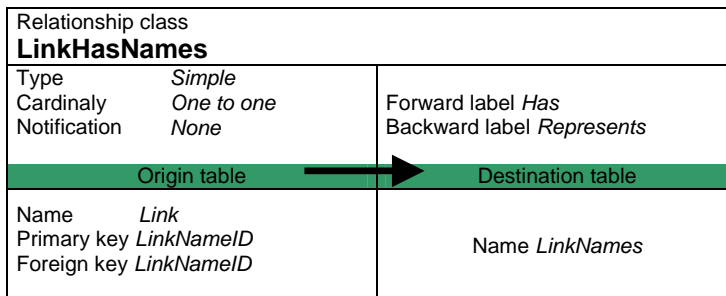 Relationship class
LinkHasNames
Type Simple
Cardinaly One to one
Notification None
Forward label Has
Backward label Represents
Origin table
Destination table
Name Link
Primary key LinkNameID
Foreign key LinkNameID
Name LinkNames